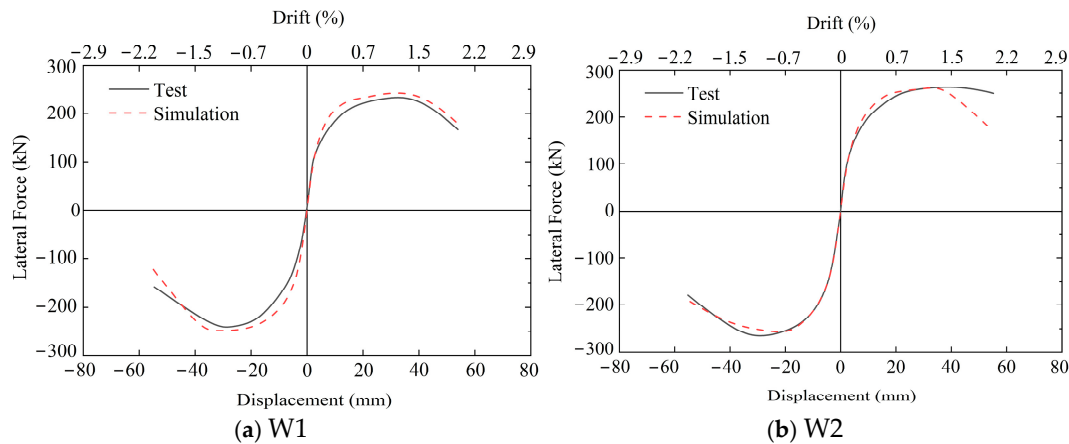 Drift (%)
−2.9 −2.2 −1.5 −0.7 0 0.7 1.5 2.2 2.9
300
200
100
0
−100
−200
−300
Lateral Force (kN)
Test
Simulation
−80 −60 −40 −20 0 20 40 60 80
Displacement (mm)
(a) W1
Drift (%)
−2.9 −2.2 −1.5 −0.7 0 0.7 1.5 2.2 2.9
300
200
100
0
−100
−200
−300
Lateral Force (kN)
Test
Simulation
−80 −60 −40 −20 0 20 40 60 80
Displacement (mm)
(b) W2